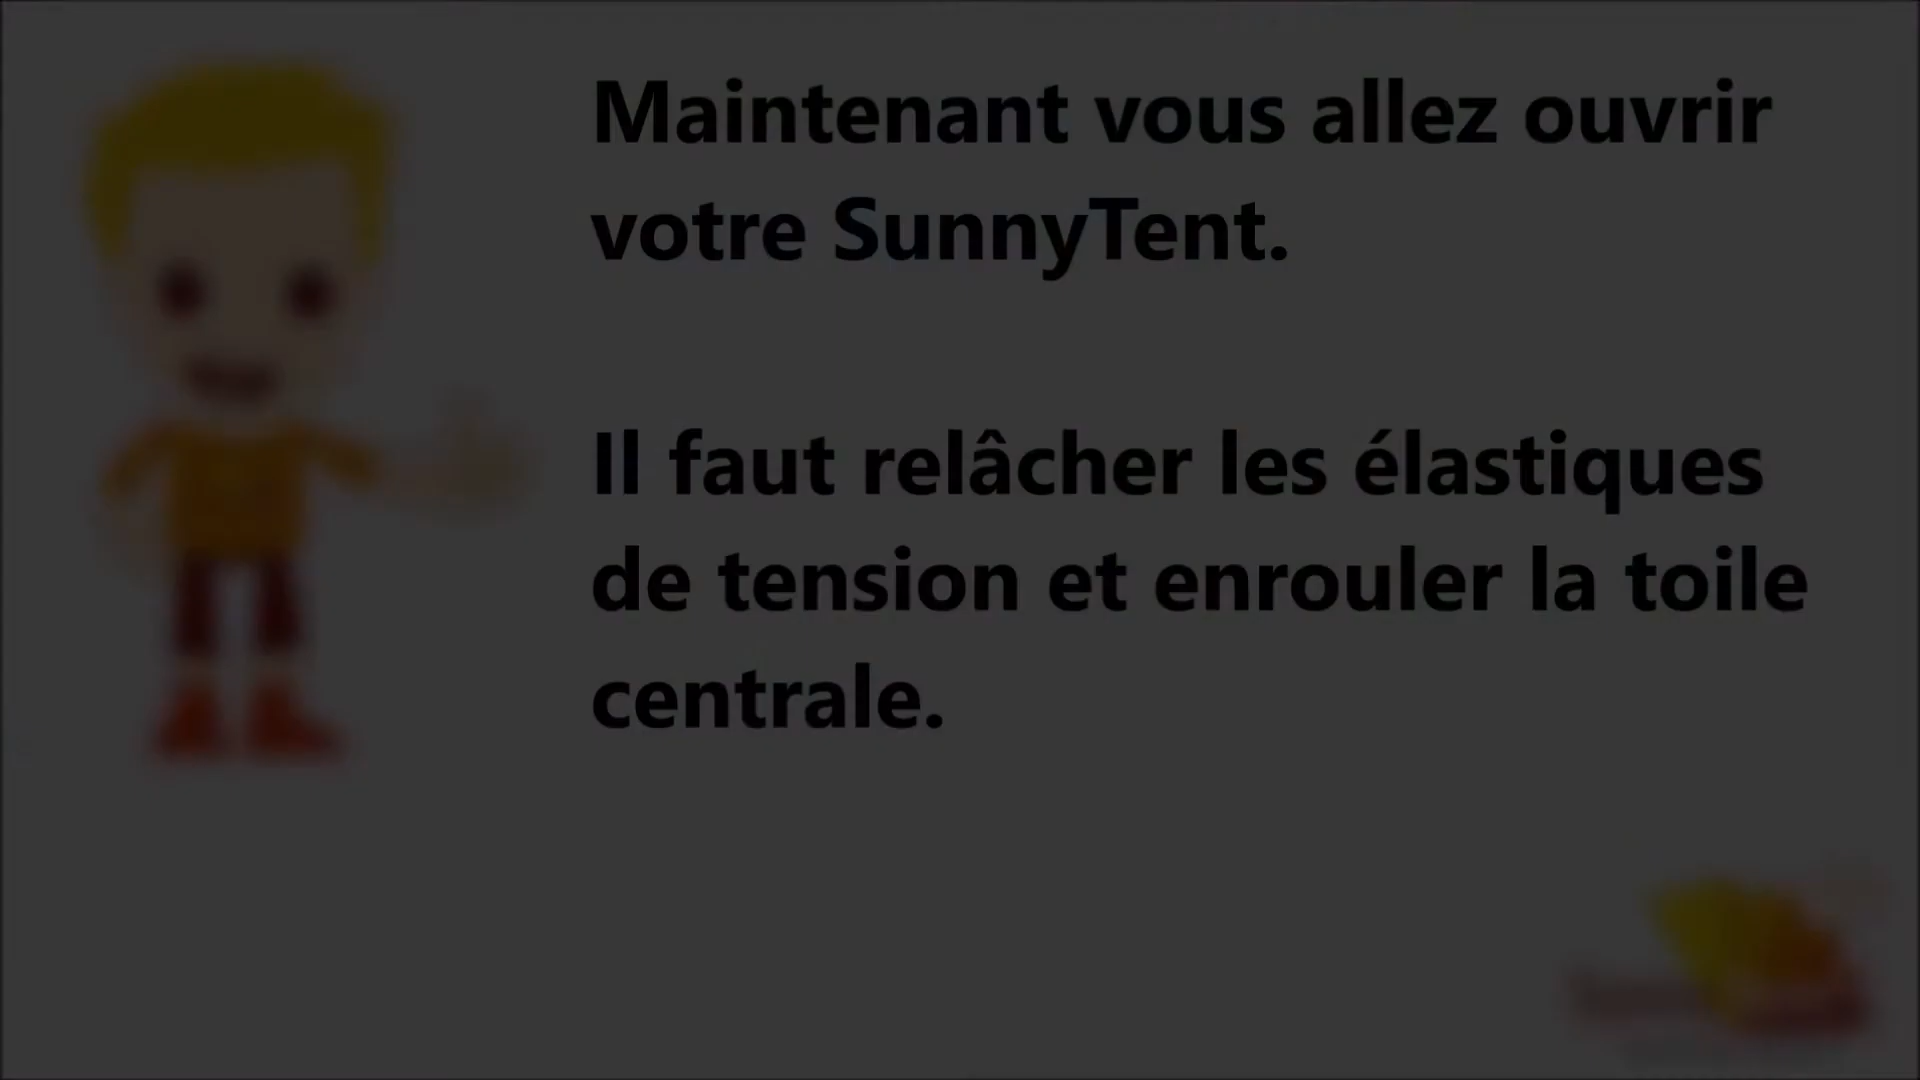 Maintenant vous allez ouvrir
votre SunnyTent.
Il faut relâcher les élastiques
de tension et enrouler la toile
centrale.